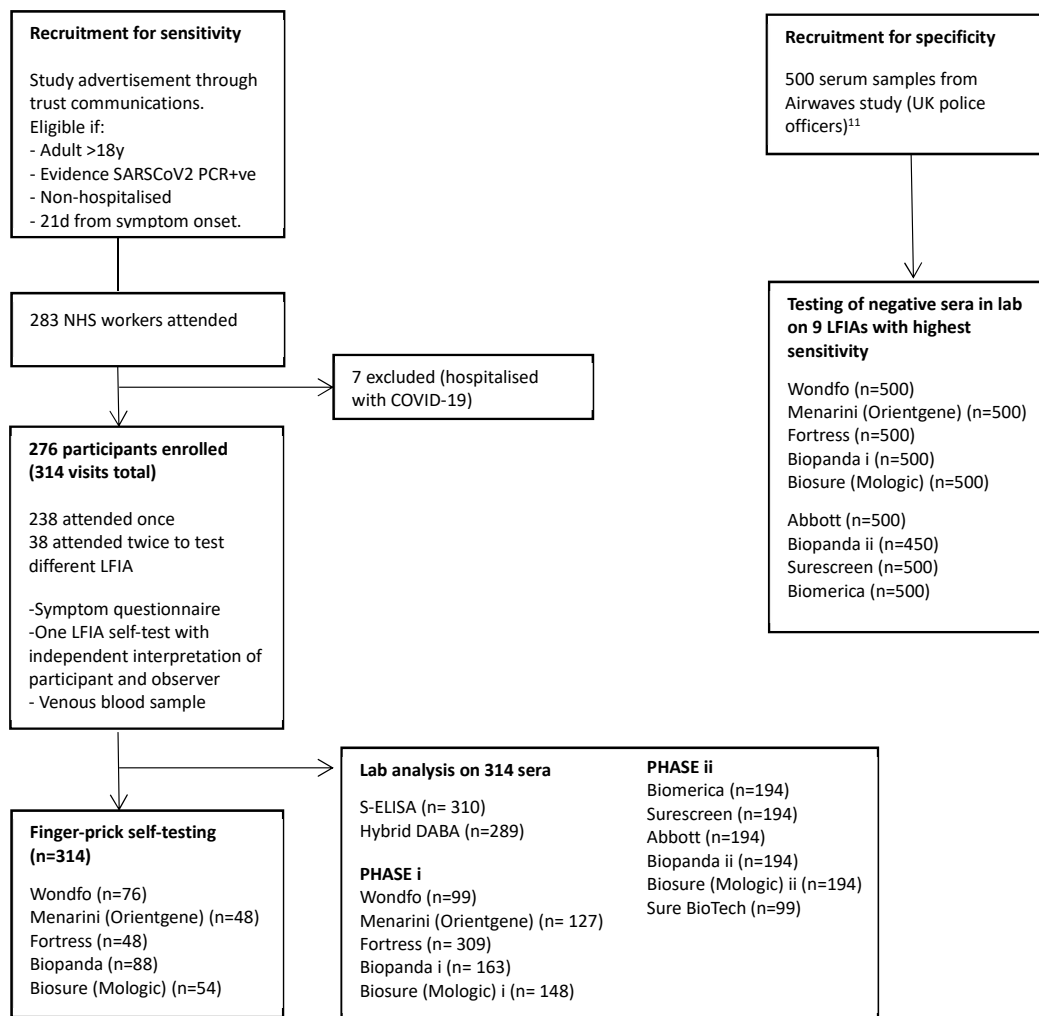 Recruitment for sensitivity
Study advertisement through
trust communications.
Eligible if:
- Adult >18y
- Evidence SARSCoV2 PCR+ve
- Non-hospitalised
- 21d from symptom onset.
283 NHS workers attended
7 excluded (hospitalised
with COVID-19)
276 participants enrolled
(314 visits total)
238 attended once
38 attended twice to test
different LFIA
-Symptom questionnaire
-One LFIA self-test with
independent interpretation of
participant and observer
- Venous blood sample
Finger-prick self-testing
(n=314)
Wondfo (n=76)
Menarini (Orientgene) (n=48)
Fortress (n=48)
Biopanda (n=88)
Biosure (Mologic) (n=54)
Lab analysis on 314 sera
S-ELISA (n= 310)
Hybrid DABA (n=289)
PHASE i
Wondfo (n=99)
Menarini (Orientgene) (n= 127)
Fortress (n= 309)
Biopanda i (n= 163)
Biosure (Mologic) i (n= 148)
PHASE ii
Biomerica (n=194)
Surescreen (n=194)
Abbott (n=194)
Biopanda ii (n=194)
Biosure (Mologic) ii (n=194)
Sure BioTech (n=99)
Recruitment for specificity
500 serum samples from
Airwaves study (UK police
officers)¹¹
Testing of negative sera in lab
on 9 LFIAs with highest
sensitivity
Wondfo (n=500)
Menarini (Orientgene) (n=500)
Fortress (n=500)
Biopanda i (n=500)
Biosure (Mologic) (n=500)
Abbott (n=500)
Biopanda ii (n=450)
Surescreen (n=500)
Biomerica (n=500)